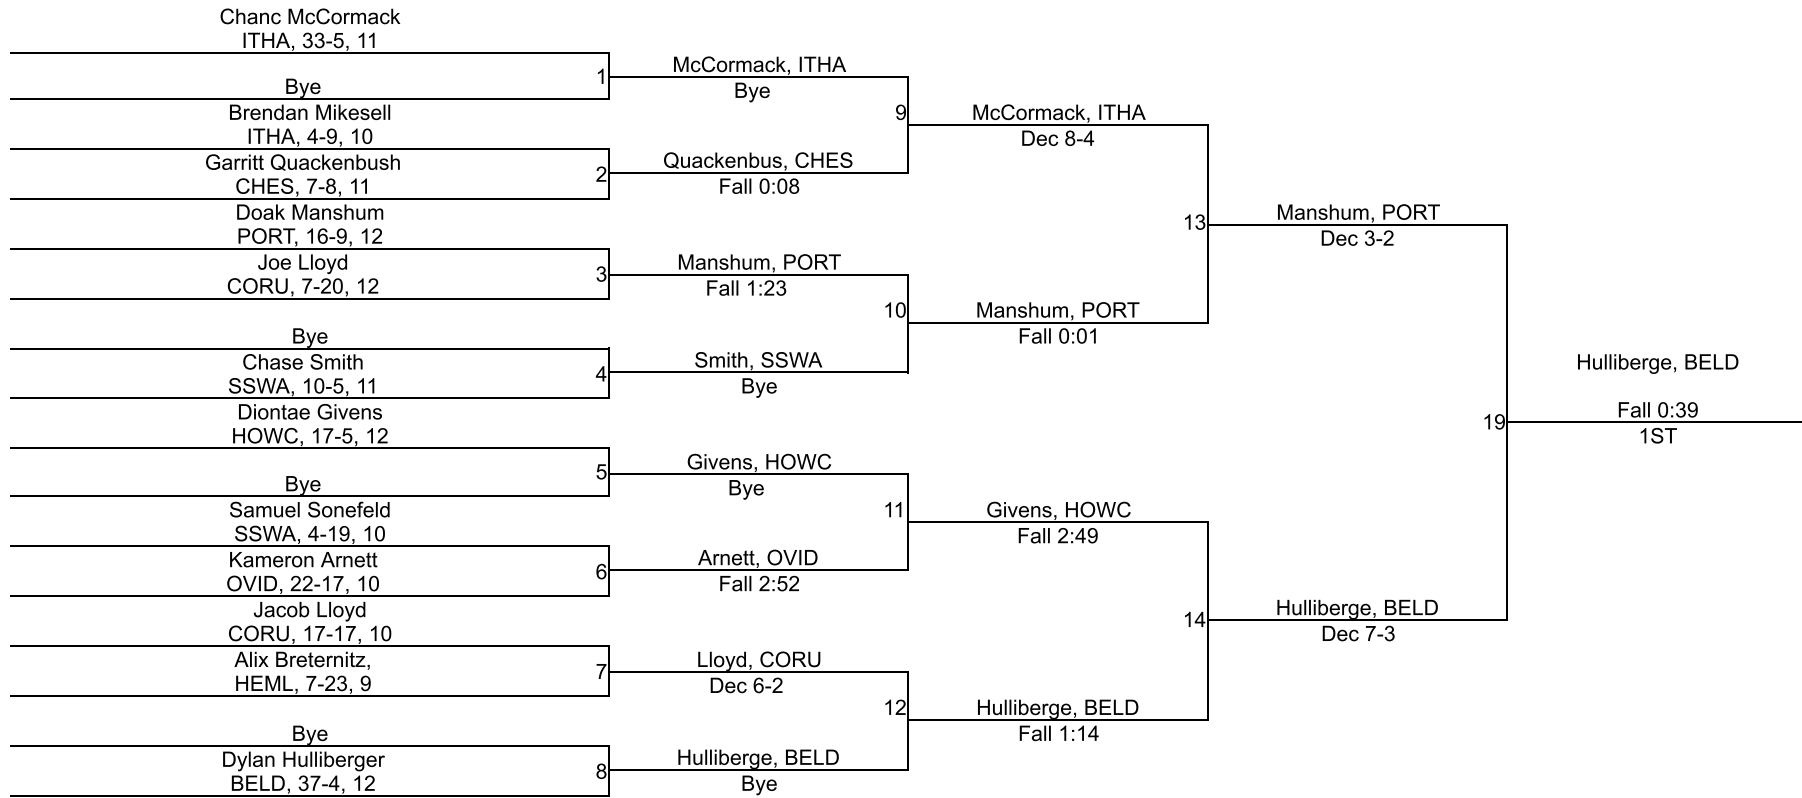 Chanc McCormack
ITHA, 33-5, 11
Bye
Brendan Mikesell
ITHA, 4-9, 10
Garritt Quackenbush
CHES, 7-8, 11
Doak Manshum
PORT, 16-9, 12
Joe Lloyd
CORU, 7-20, 12
Bye
Chase Smith
SSWA, 10-5, 11
Diontae Givens
HOWC, 17-5, 12
Bye
Samuel Sonefeld
SSWA, 4-19, 10
Kameron Arnett
OVID, 22-17, 10
Jacob Lloyd
CORU, 17-17, 10
Alix Breternitz,
HEML, 7-23, 9
Bye
Dylan Hulliberger
BELD, 37-4, 12
1
2
3
4
5
6
7
8
McCormack, ITHA
Bye
Quackenbus, CHES
Fall 0:08
Manshum, PORT
Fall 1:23
Smith, SSWA
Bye
Givens, HOWC
Bye
Arnett, OVID
Fall 2:52
Lloyd, CORU
Dec 6-2
Hulliberge, BELD
Bye
9
10
11
12
McCormack, ITHA
Dec 8-4
Manshum, PORT
Fall 0:01
Givens, HOWC
Fall 2:49
Hulliberge, BELD
Fall 1:14
13
14
Manshum, PORT
Dec 3-2
Hulliberge, BELD
Dec 7-3
19
Hulliberge, BELD
Fall 0:39
1ST